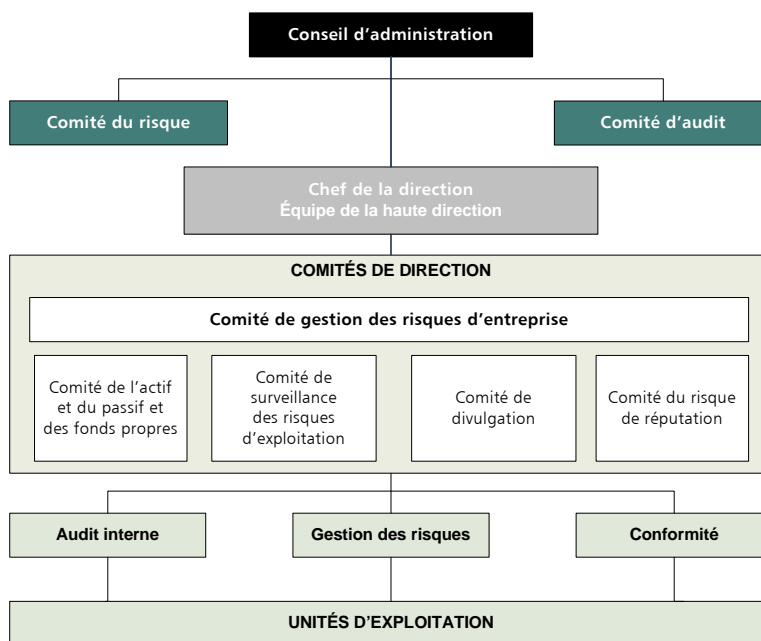 Conseil d'administration
Comité du risque
Comité d'audit
Chef de la direction
Équipe de la haute direction
COMITÉS DE DIRECTION
Comité de gestion des risques d'entreprise
Comité de l'actif
et du passif et
des fonds propres
Comité de
surveillance
des risques
d'exploitation
Comité de
divulgation
Comité du risque
de réputation
Audit interne
Gestion des risques
Conformité
UNITÉS D'EXPLOITATION